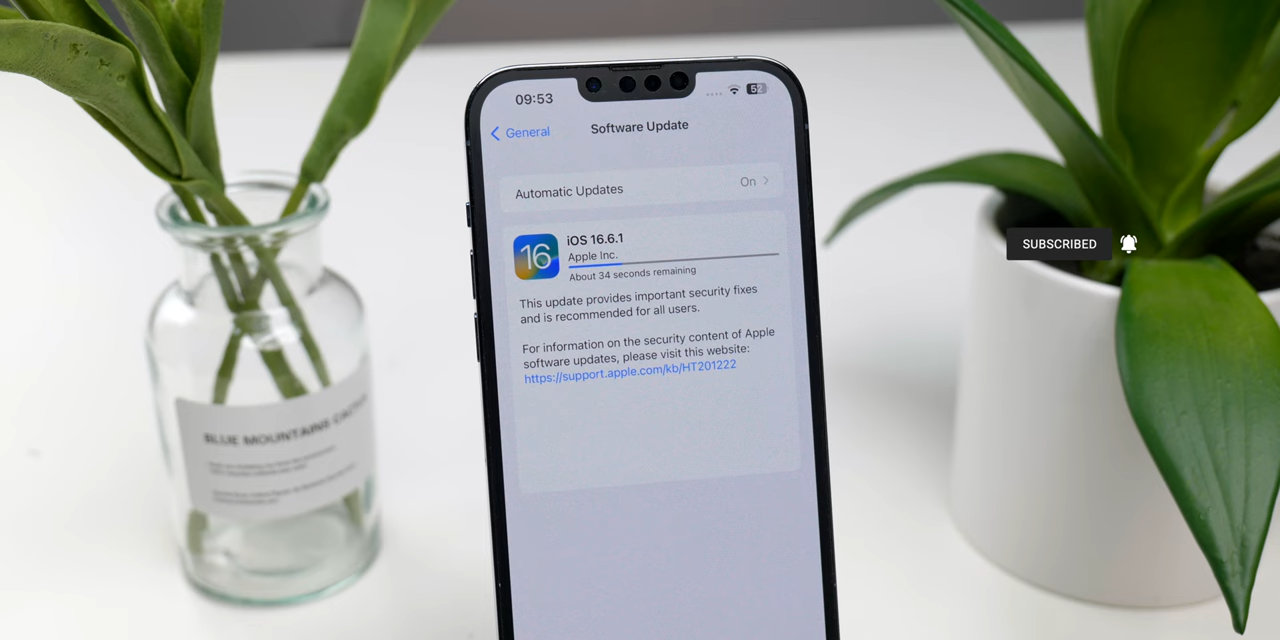 09:53
52
General
Software Update
Automatic Updates
On
16
iOS 16.6.1
Apple Inc.
About 34 seconds remaining
This update provides important security fixes
and is recommended for all users.
For information on the security content of Apple
software updates, please visit this website:
https://support.apple.com/kb/HT201222
SUBSCRIBED
BLUE MOUNTAINS